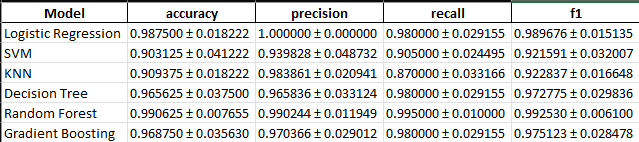 Model accuracy precision recall f1
Logistic Regression 0.987500 ± 0.018222 1.000000 ± 0.000000 0.980000 ± 0.029155 0.989676 ± 0.015135
SVM 0.903125 ± 0.041222 0.939828 ± 0.048732 0.905000 ± 0.024495 0.921591 ± 0.032007
KNN 0.909375 ± 0.018222 0.983861 ± 0.020941 0.870000 ± 0.033166 0.922837 ± 0.016648
Decision Tree 0.965625 ± 0.037500 0.965836 ± 0.033124 0.980000 ± 0.029155 0.972775 ± 0.029836
Random Forest 0.990625 ± 0.007655 0.990244 ± 0.011949 0.995000 ± 0.010000 0.992530 ± 0.006100
Gradient Boosting 0.968750 ± 0.035630 0.970366 ± 0.029012 0.980000 ± 0.029155 0.975123 ± 0.028478